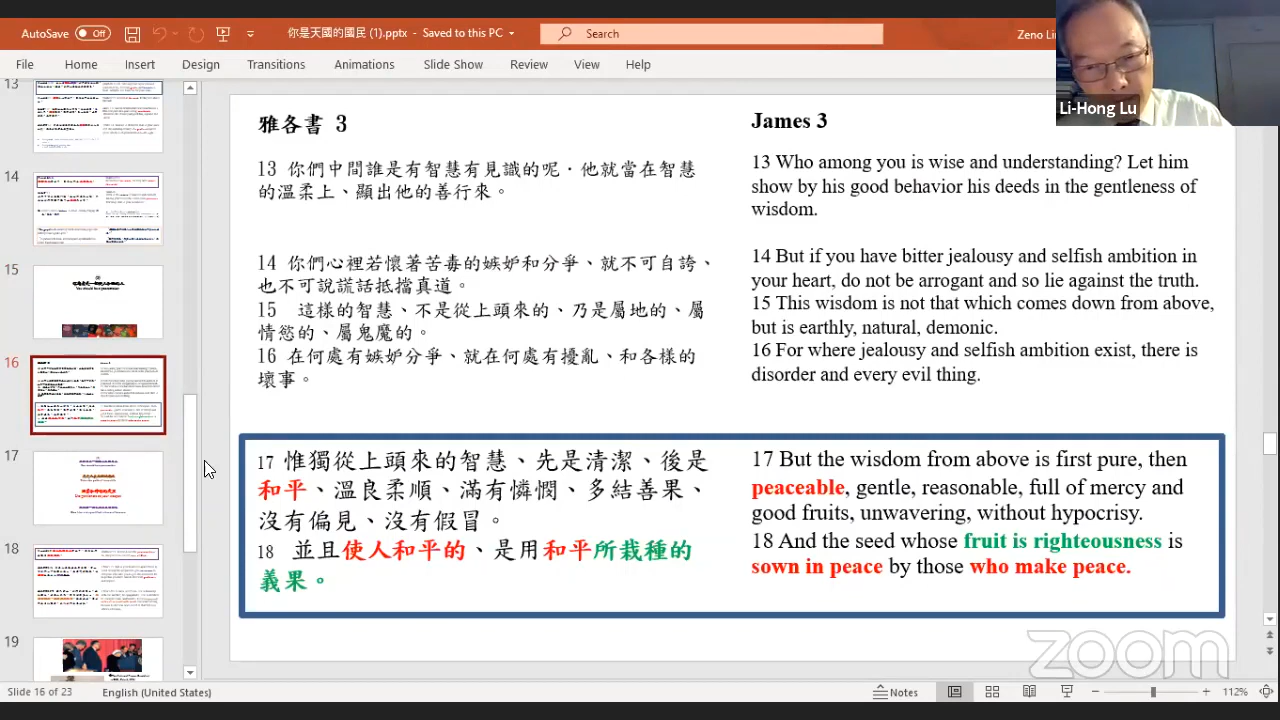 AutoSave Off 你是天國的國民 (1).pptx - Saved to this PC Search Zeno Li
File Home Insert Design Transitions Animations Slide Show Review View Help
Li-Hong Lu
13
14
15
16
17
18
19
雅各書 3
13 你們中間誰是有智慧有見識的呢．他就當在智慧
的溫柔上、顯出他的善行來。
14 你們心裡若懷著苦毒的嫉妒和分爭、就不可自誇、
也不可說謊話抵擋真道。
15 這樣的智慧、不是從上頭來的、乃是屬地的、屬
情慾的、屬鬼魔的。
16 在何處有嫉妒分爭、就在何處有擾亂、和各樣的
壞事。
17 惟獨從上頭來的智慧、先是清潔、後是
和平、溫良柔順、滿有憐憫、多結善果、
沒有偏見、沒有假冒。
18 並且使人和平的、是用和平所栽種的
義果。
James 3
13 Who among you is wise and understanding? Let him
show by his good behavior his deeds in the gentleness of
wisdom.
14 But if you have bitter jealousy and selfish ambition in
your heart, do not be arrogant and so lie against the truth.
15 This wisdom is not that which comes down from above,
but is earthly, natural, demonic.
16 For where jealousy and selfish ambition exist, there is
disorder and every evil thing.
17 But the wisdom from above is first pure, then
peaceable, gentle, reasonable, full of mercy and
good fruits, unwavering, without hypocrisy.
18 And the seed whose fruit is righteousness is
sown in peace by those who make peace.
zoom
Slide 16 of 23 English (United States) Notes 112%